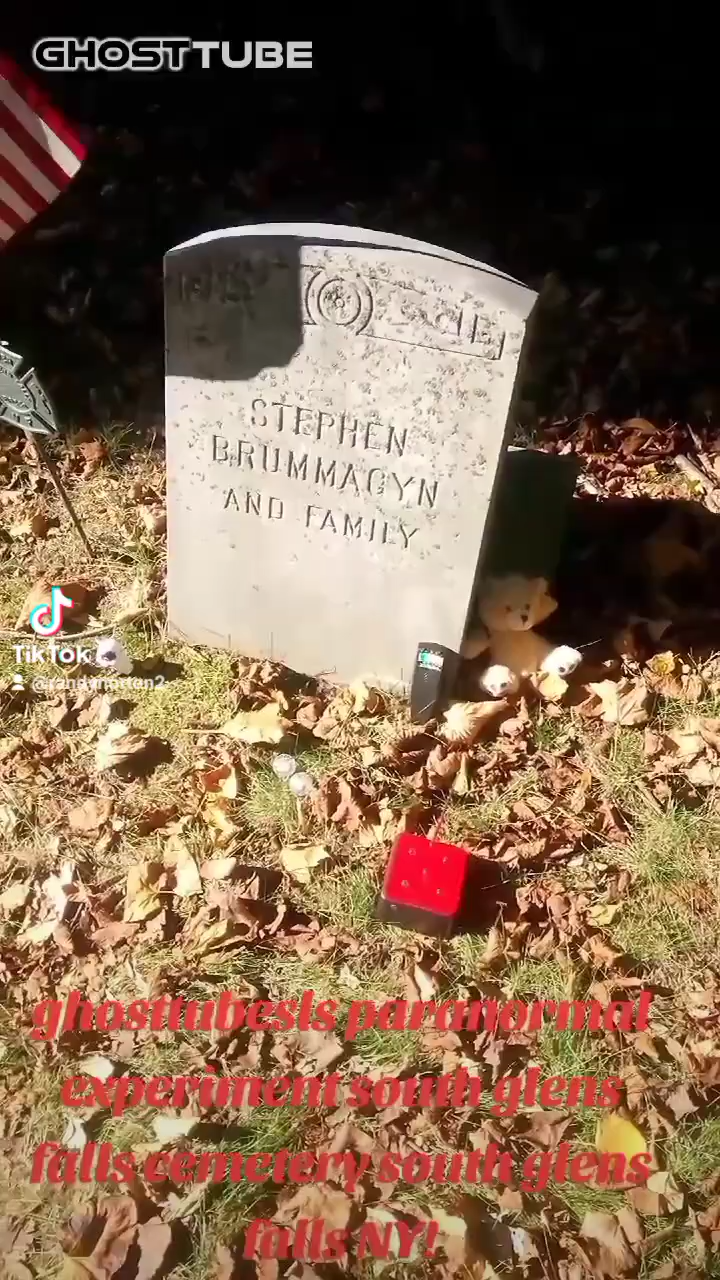 GHOSTTUBE
STEPHEN
BRUMMAGYN
AND FAMILY
TikTok
ghosttubesls paranormal
experiment south glens
falls cemetery south glens
falls NY!